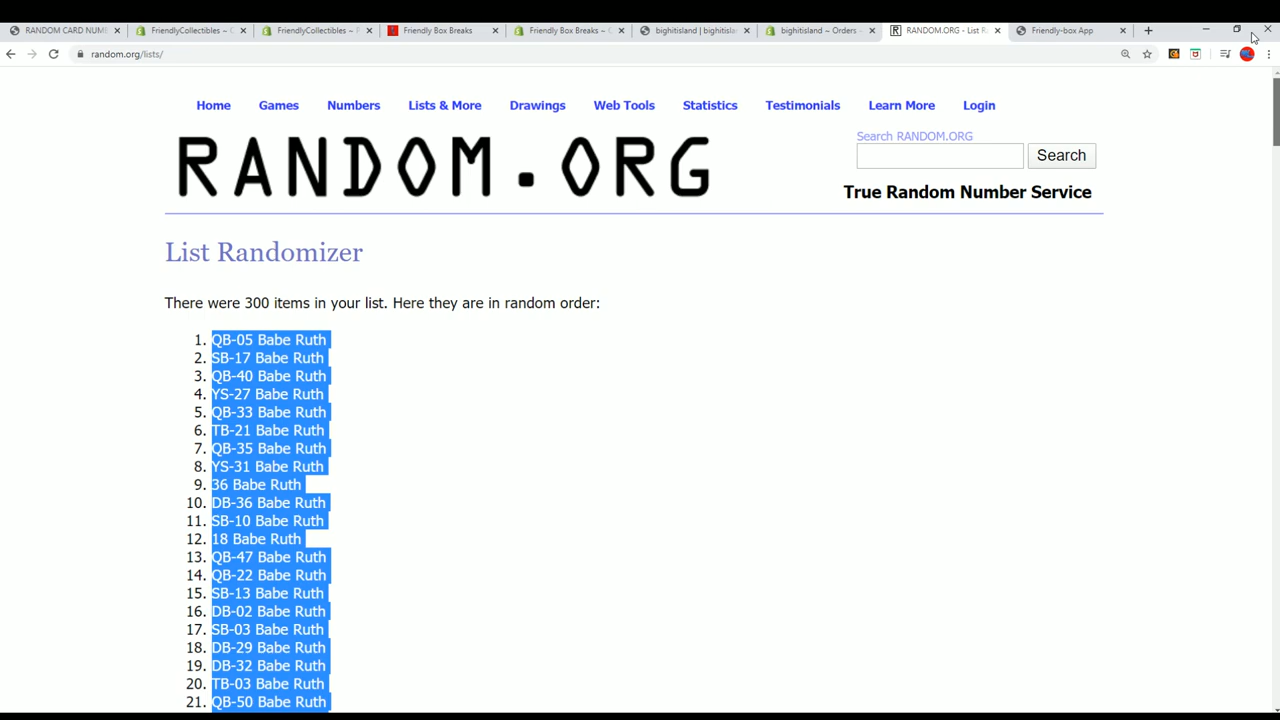 RANDOM CARD NUME
FriendlyCollectibles ~ C
FriendlyCollectibles ~ F
Friendly Box Breaks
Friendly Box Breaks ~ C
bighitisland | bighitislan
bighitisland ~ Orders ~
RANDOM.ORG - List Ra
Friendly-box App
random.org/lists/
Home Games Numbers Lists & More Drawings Web Tools Statistics Testimonials Learn More Login
Search RANDOM.ORG
RANDOM.ORG
Search
True Random Number Service
List Randomizer
There were 300 items in your list. Here they are in random order:
1. QB-05 Babe Ruth
2. SB-17 Babe Ruth
3. QB-40 Babe Ruth
4. YS-27 Babe Ruth
5. QB-33 Babe Ruth
6. TB-21 Babe Ruth
7. QB-35 Babe Ruth
8. YS-31 Babe Ruth
9. 36 Babe Ruth
10. DB-36 Babe Ruth
11. SB-10 Babe Ruth
12. 18 Babe Ruth
13. QB-47 Babe Ruth
14. QB-22 Babe Ruth
15. SB-13 Babe Ruth
16. DB-02 Babe Ruth
17. SB-03 Babe Ruth
18. DB-29 Babe Ruth
19. DB-32 Babe Ruth
20. TB-03 Babe Ruth
21. QB-50 Babe Ruth